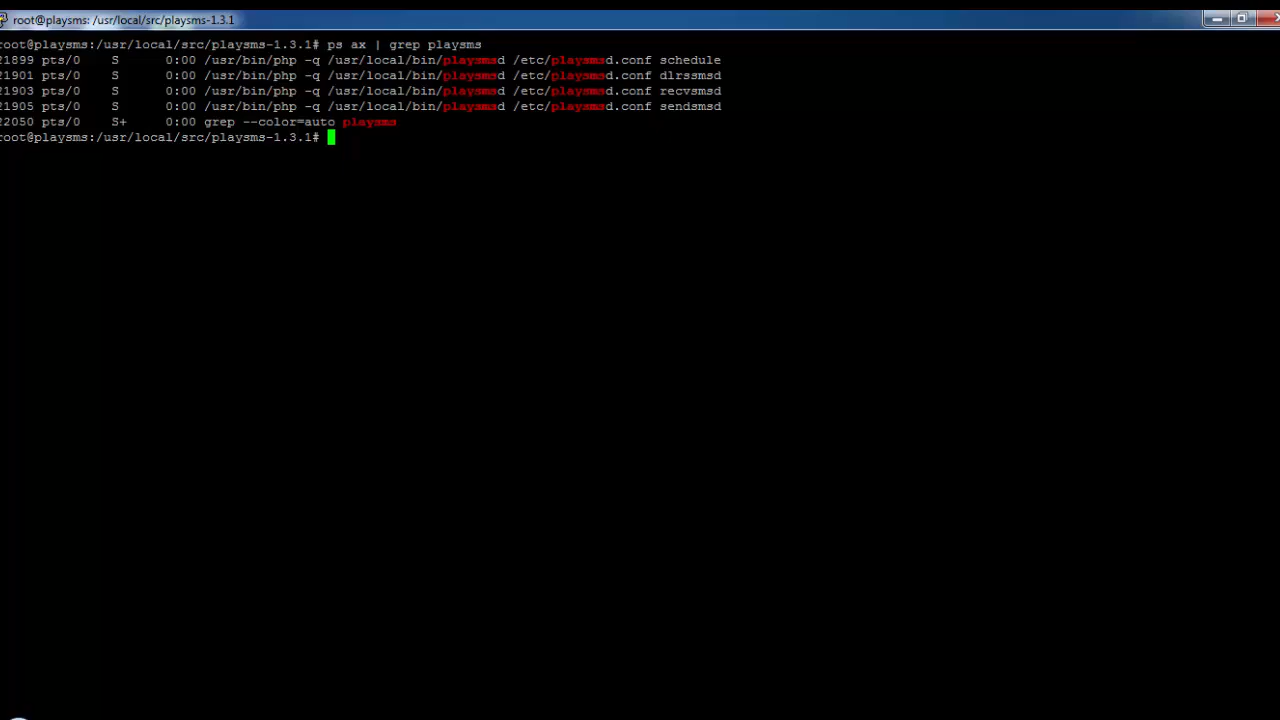 root@playsms: /usr/local/src/playsms-1.3.1
root@playsms:/usr/local/src/playsms-1.3.1# ps ax | grep playsms
21899 pts/0    S      0:00 /usr/bin/php -q /usr/local/bin/playsmsd /etc/playsmsd.conf schedule
21901 pts/0    S      0:00 /usr/bin/php -q /usr/local/bin/playsmsd /etc/playsmsd.conf dlrssmsd
21903 pts/0    S      0:00 /usr/bin/php -q /usr/local/bin/playsmsd /etc/playsmsd.conf recvsmsd
21905 pts/0    S      0:00 /usr/bin/php -q /usr/local/bin/playsmsd /etc/playsmsd.conf sendsmsd
22050 pts/0    S+     0:00 grep --color=auto playsms
root@playsms:/usr/local/src/playsms-1.3.1#